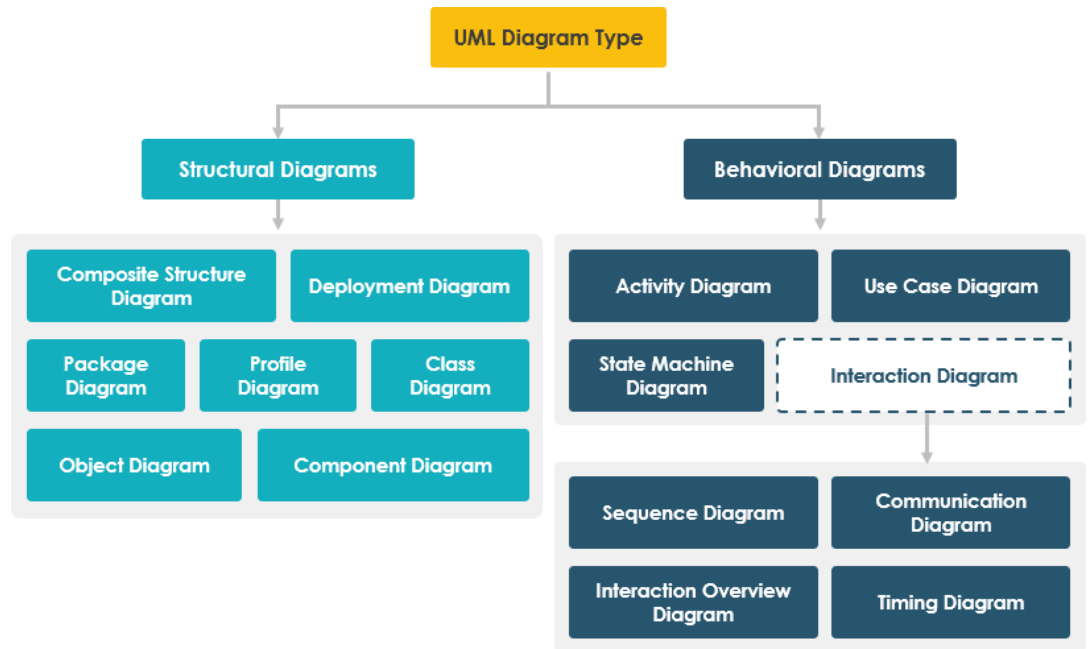 UML Diagram Type
Structural Diagrams
Behavioral Diagrams
Composite Structure
Diagram
Deployment Diagram
Package
Diagram
Profile
Diagram
Class
Diagram
Object Diagram
Component Diagram
Activity Diagram
Use Case Diagram
State Machine
Diagram
Interaction Diagram
Sequence Diagram
Communication
Diagram
Interaction Overview
Diagram
Timing Diagram